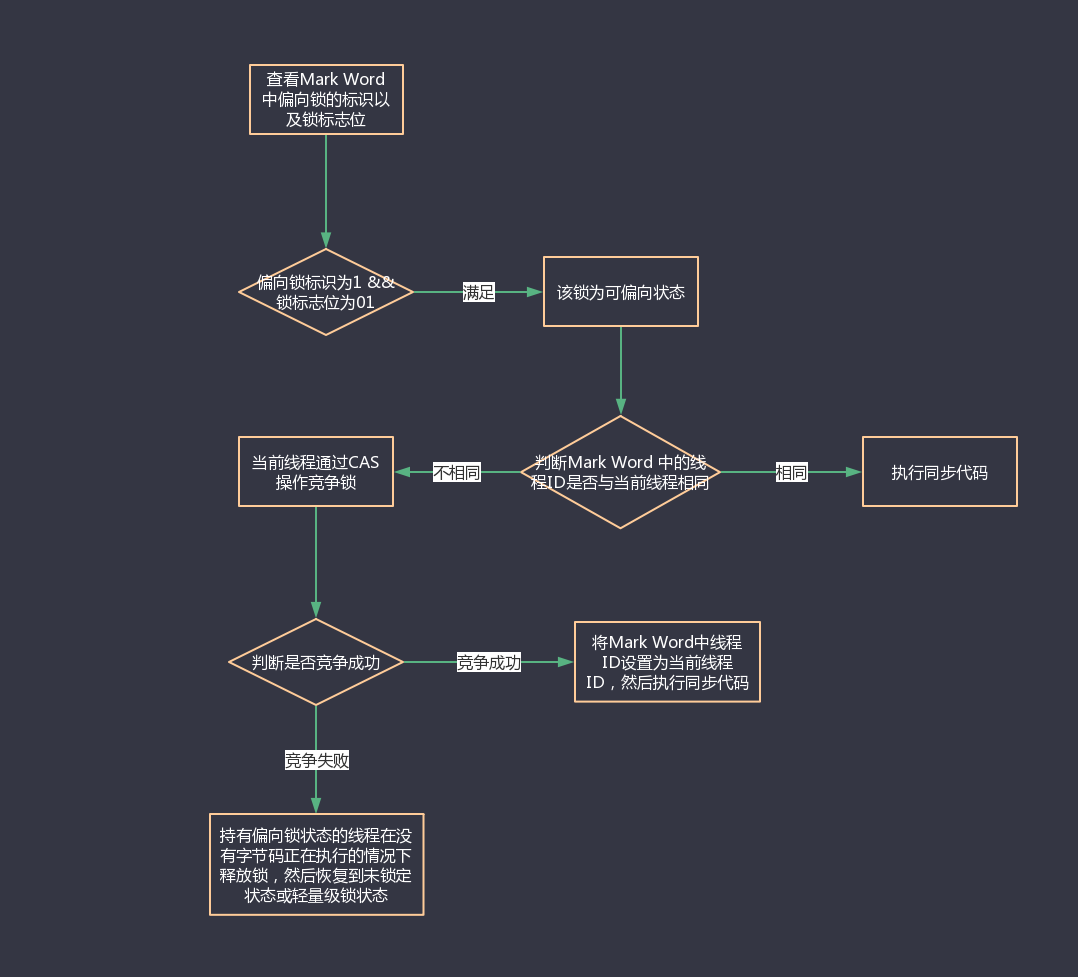 查看Mark Word
中偏向锁的标识以
及锁标志位
偏向锁标识为1 &&
锁标志位为01
满足
该锁为可偏向状态
当前线程通过CAS
操作竞争锁
不相同
判断Mark Word 中的线
程ID是否与当前线程相同
相同
执行同步代码
判断是否竞争成功
竞争成功
将Mark Word中线程
ID设置为当前线程
ID，然后执行同步代码
竞争失败
持有偏向锁状态的线程在没
有字节码正在执行的情况下
释放锁，然后恢复到未锁定
状态或轻量级锁状态